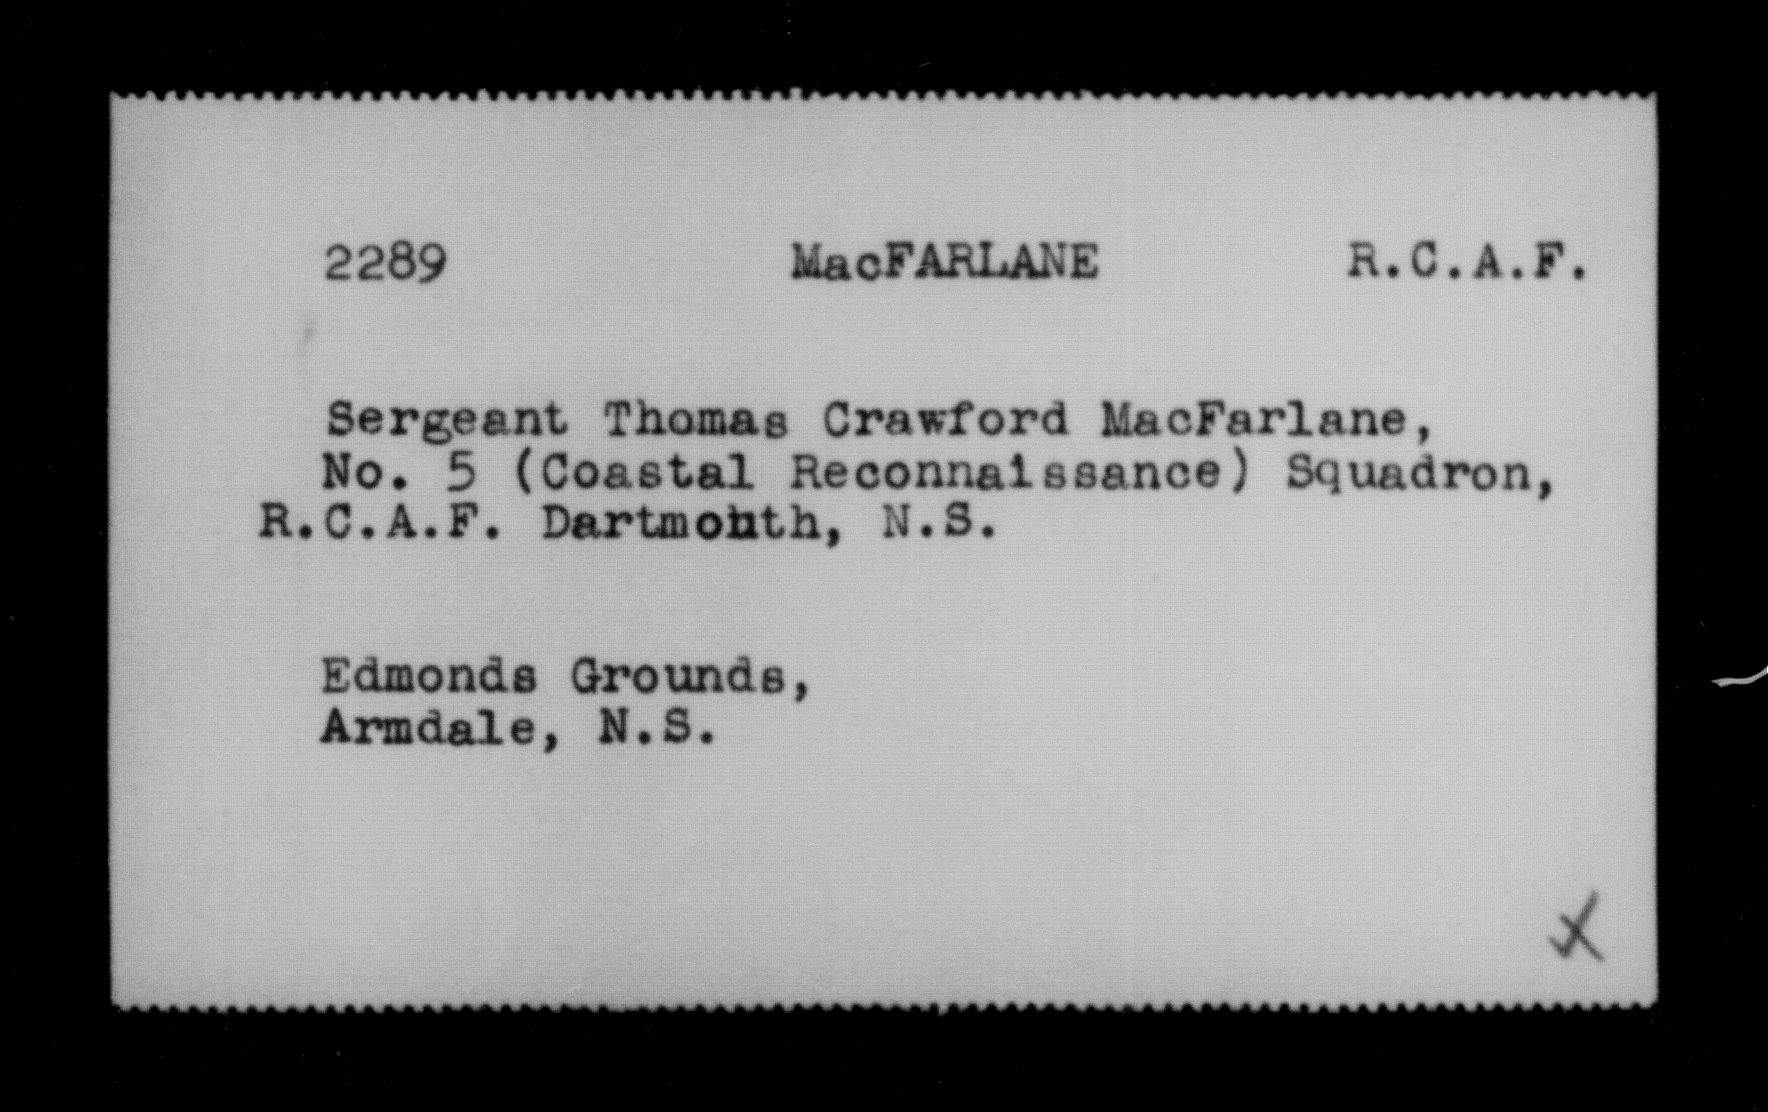 2289 MacFARLANE R.C.A.F.
Sergeant Thomas Crawford MacFarlane,
No. 5 (Coastal Reconnaissance) Squadron,
R.C.A.F. Dartmouth, N.S.
Edmonds Grounds,
Armdale, N.S.